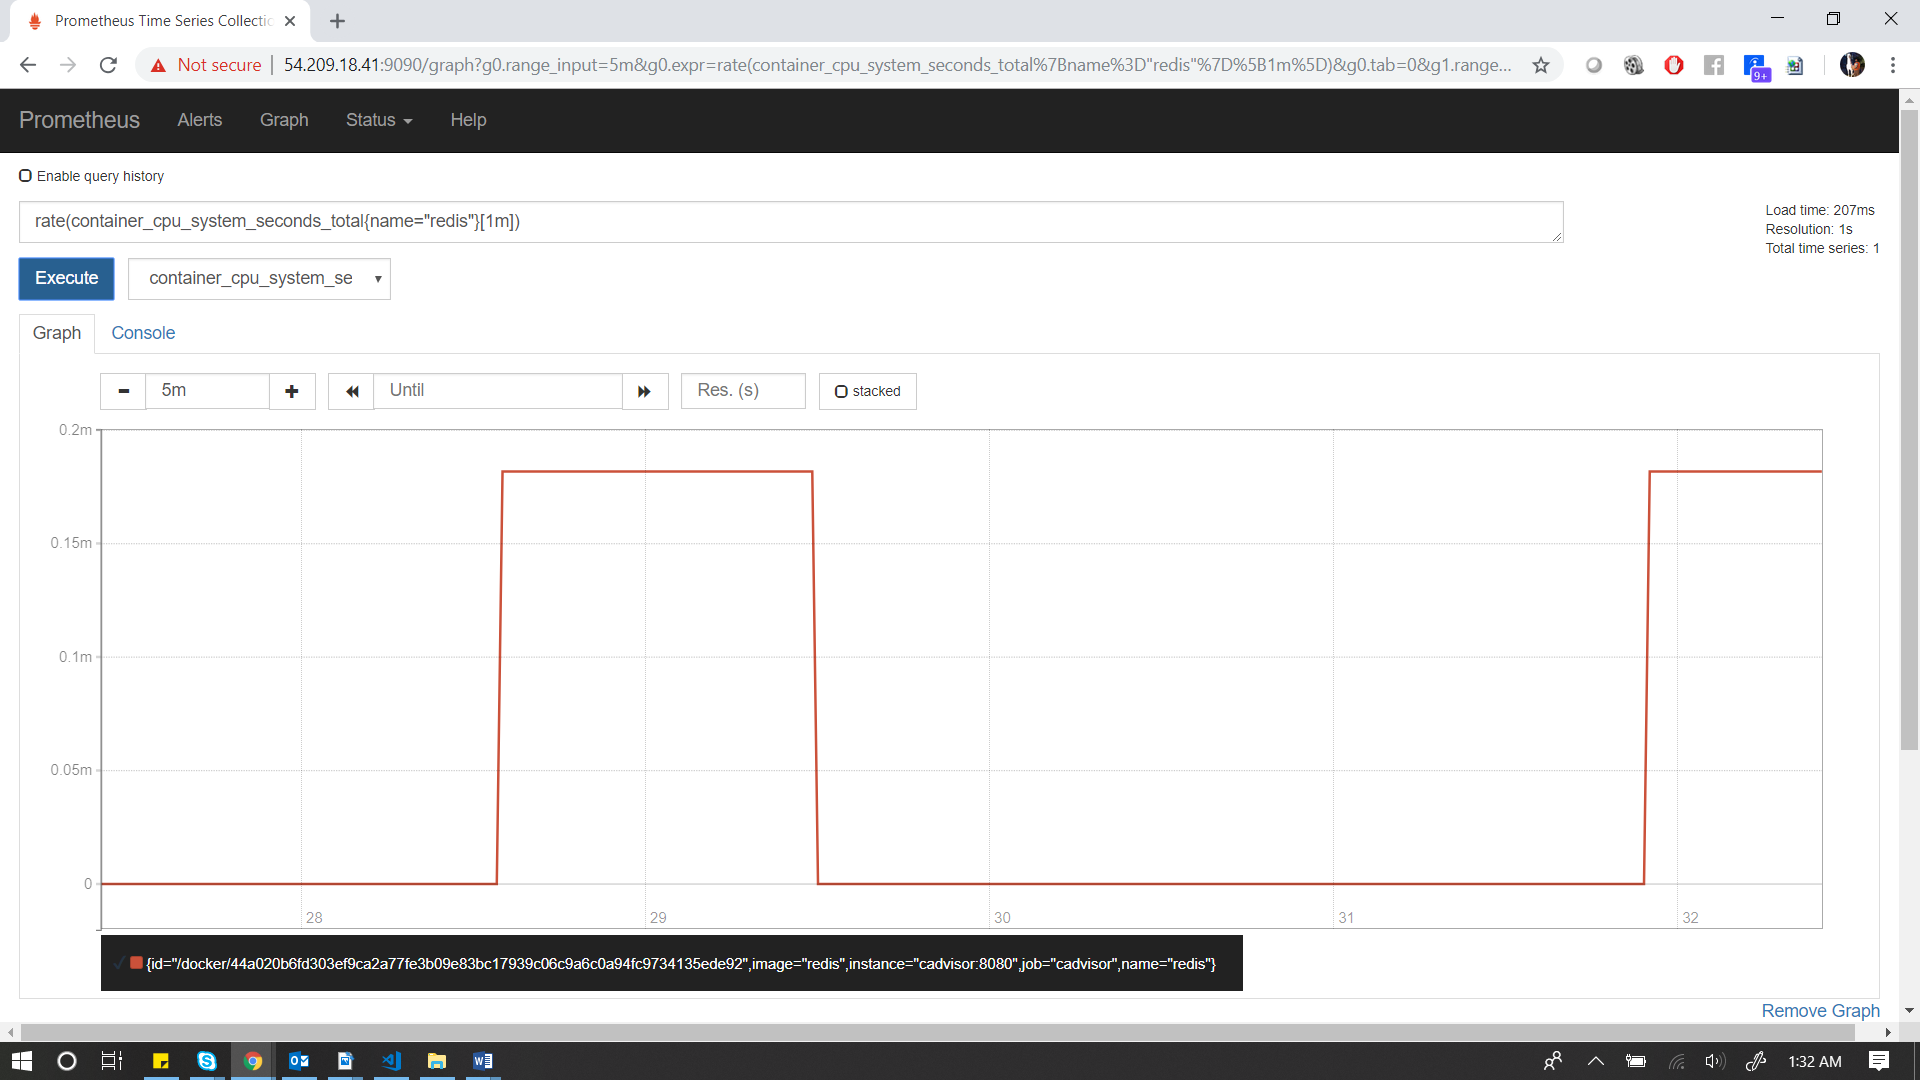 Prometheus Time Series Collectio
Not secure
54.209.18.41:9090/graph?g0.range_input=5m&g0.expr=rate(container_cpu_system_seconds_total%7Bname%3D"redis"%7D%5B1m%5D)&g0.tab=0&g1.range...
9+
Prometheus
Alerts
Graph
Status
Help
Enable query history
rate(container_cpu_system_seconds_total{name="redis"}[1m])
Load time: 207ms
Resolution: 1s
Total time series: 1
Execute
container_cpu_system_se
Graph
Console
5m
Until
Res. (s)
stacked
0.2m
0.15m
0.1m
0.05m
0
28
29
30
31
32
{id="/docker/44a020b6fd303ef9ca2a77fe3b09e83bc17939c06c9a6c0a94fc9734135ede92",image="redis",instance="cadvisor:8080",job="cadvisor",name="redis"}
Remove Graph
1:32 AM